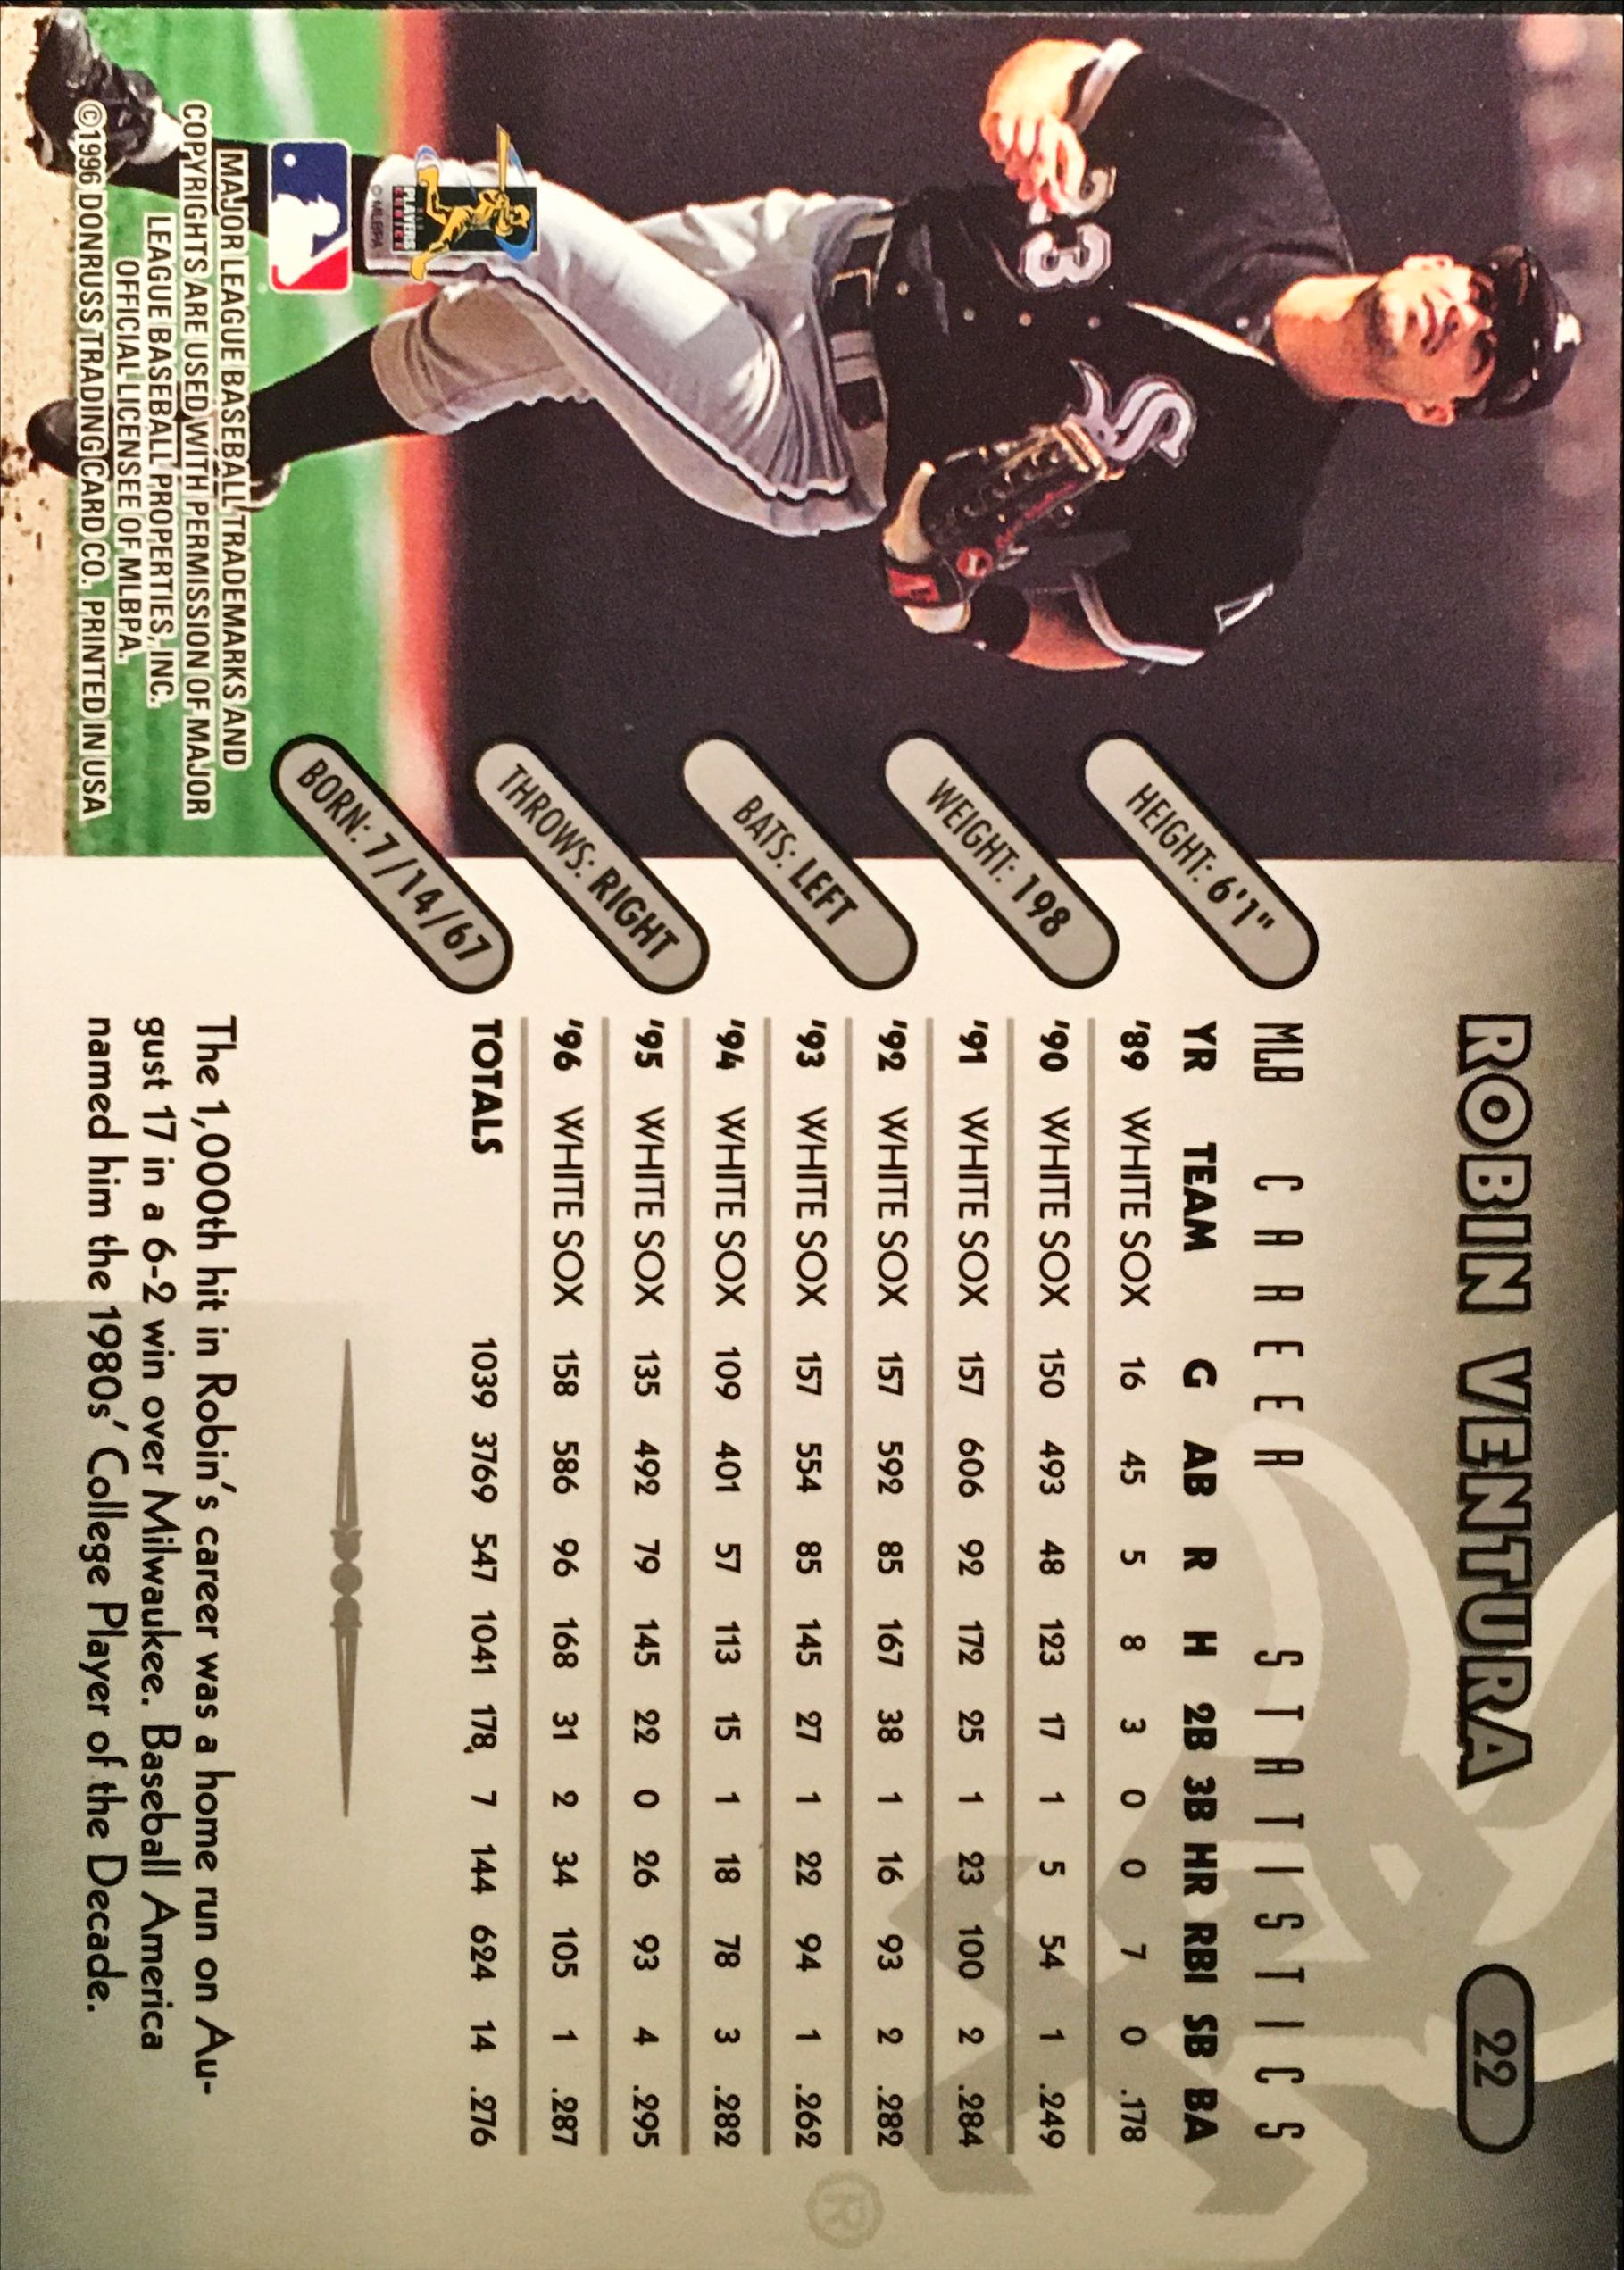 ROBIN VENTURA 22
MLB CAREER STATISTICS
YR TEAM G AB R H 2B 3B HR RBI SB BA
'89 WHITE SOX 16 45 5 8 3 0 0 7 0 .178
'90 WHITE SOX 150 493 48 123 17 1 5 54 1 .249
'91 WHITE SOX 157 606 92 172 25 1 23 100 2 .284
'92 WHITE SOX 157 592 85 167 38 1 16 93 2 .282
'93 WHITE SOX 157 554 85 145 27 1 22 94 1 .262
'94 WHITE SOX 109 401 57 113 15 1 18 78 3 .282
'95 WHITE SOX 135 492 79 145 22 0 26 93 4 .295
'96 WHITE SOX 158 586 96 168 31 2 34 105 1 .287
TOTALS 1039 3769 547 1041 178 7 144 624 14 .276
The 1,000th hit in Robin's career was a home run on Au-
gust 17 in a 6-2 win over Milwaukee. Baseball America
named him the 1980s' College Player of the Decade.
HEIGHT: 6'1"
WEIGHT: 198
BATS: LEFT
THROWS: RIGHT
BORN: 7/14/67
23
Sox
PLAYERS
CHOICE
© MLBPA
MAJOR LEAGUE BASEBALL TRADEMARKS AND
COPYRIGHTS ARE USED WITH PERMISSION OF MAJOR
LEAGUE BASEBALL PROPERTIES, INC.
OFFICIAL LICENSEE OF MLBPA.
©1996 DONRUSS TRADING CARD CO. PRINTED IN USA
®